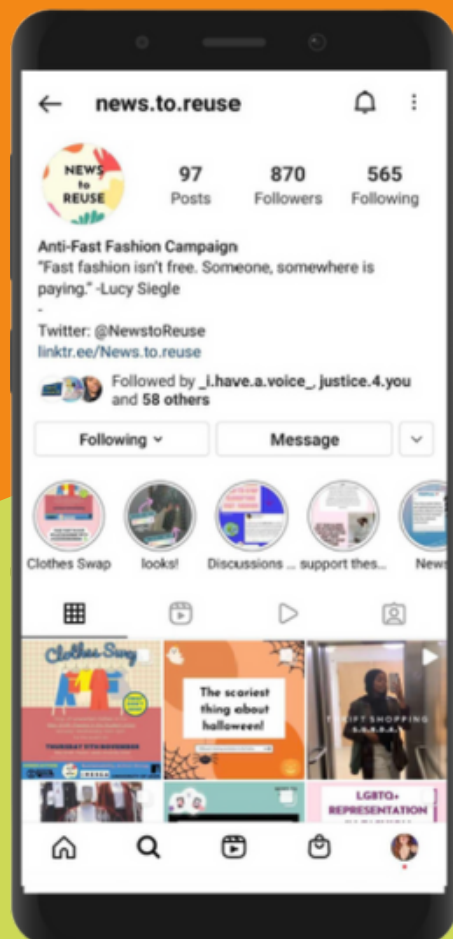 news.to.reuse
NEWS
to
REUSE
97
Posts
870
Followers
565
Following
Anti-Fast Fashion Campaign
"Fast fashion isn't free. Someone, somewhere is
paying." -Lucy Siegle
-
Twitter: @NewstoReuse
linktr.ee/News.to.reuse
Followed by _i.have.a.voice_, justice.4.you
and 58 others
Following
Message
Clothes Swap
looks!
Discussions ...
support thes...
News
Clothes Swap
THURSDAY 11TH NOVEMBER
The scariest
thing about
halloween!
THRIFT SHOPPING
LGBTQ+
REPRESENTATION